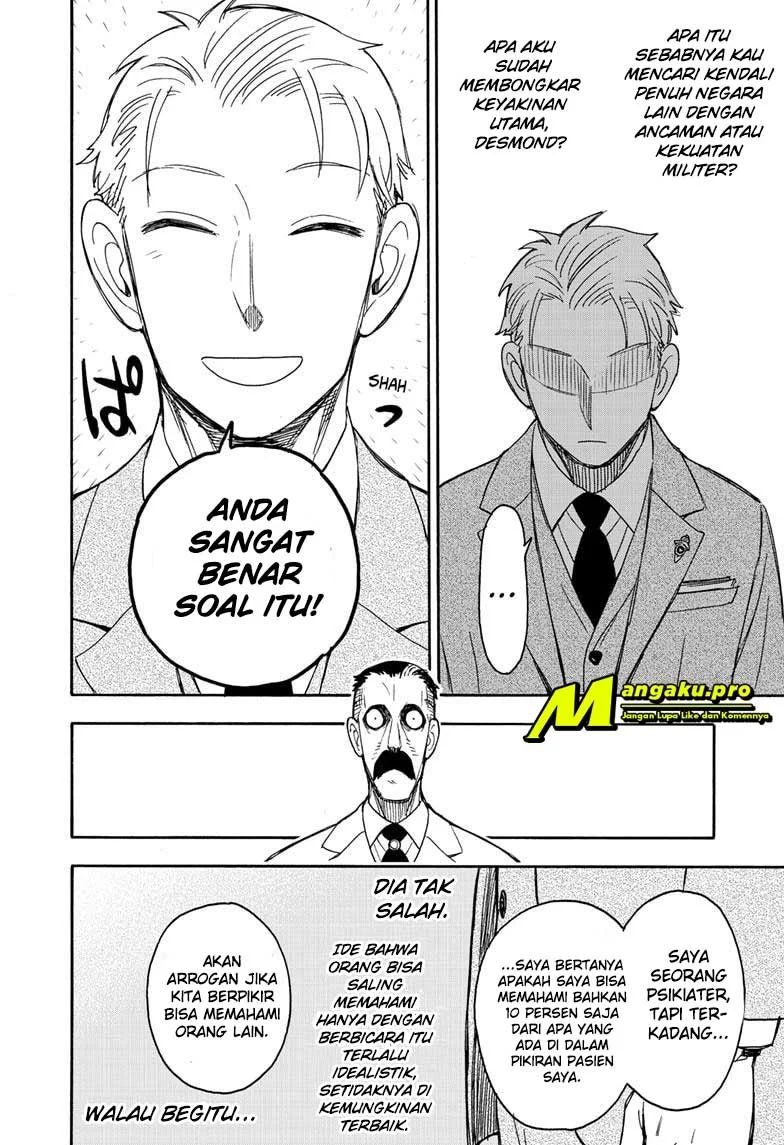 APA ITU
SEBABNYA KAU
MENCARI KENDALI
PENUH NEGARA
LAIN DENGAN
ANCAMAN ATAU
KEKUATAN
MILITER?
APA AKU
SUDAH
MEMBONGKAR
KEYAKINAN
UTAMA,
DESMOND?
...
SHAH
ANDA
SANGAT
BENAR
SOAL ITU!
Mangaku.pro
Jangan Lupa Like dan Komennya
SAYA
SEORANG
PSIKIATER,
TAPI TER-
KADANG...
...SAYA BERTANYA
APAKAH SAYA BISA
MEMAHAMI BAHKAN
10 PERSEN SAJA
DARI APA YANG
ADA DI DALAM
PIKIRAN PASIEN
SAYA.
DIA TAK
SALAH.
IDE BAHWA
ORANG BISA
SALING
MEMAHAMI
HANYA DENGAN
BERBICARA ITU
TERLALU
IDEALISTIK,
SETIDAKNYA DI
KEMUNGKINAN
TERBAIK.
AKAN
ARROGAN JIKA
KITA BERPIKIR
BISA MEMAHAMI
ORANG LAIN.
WALAU BEGITU...